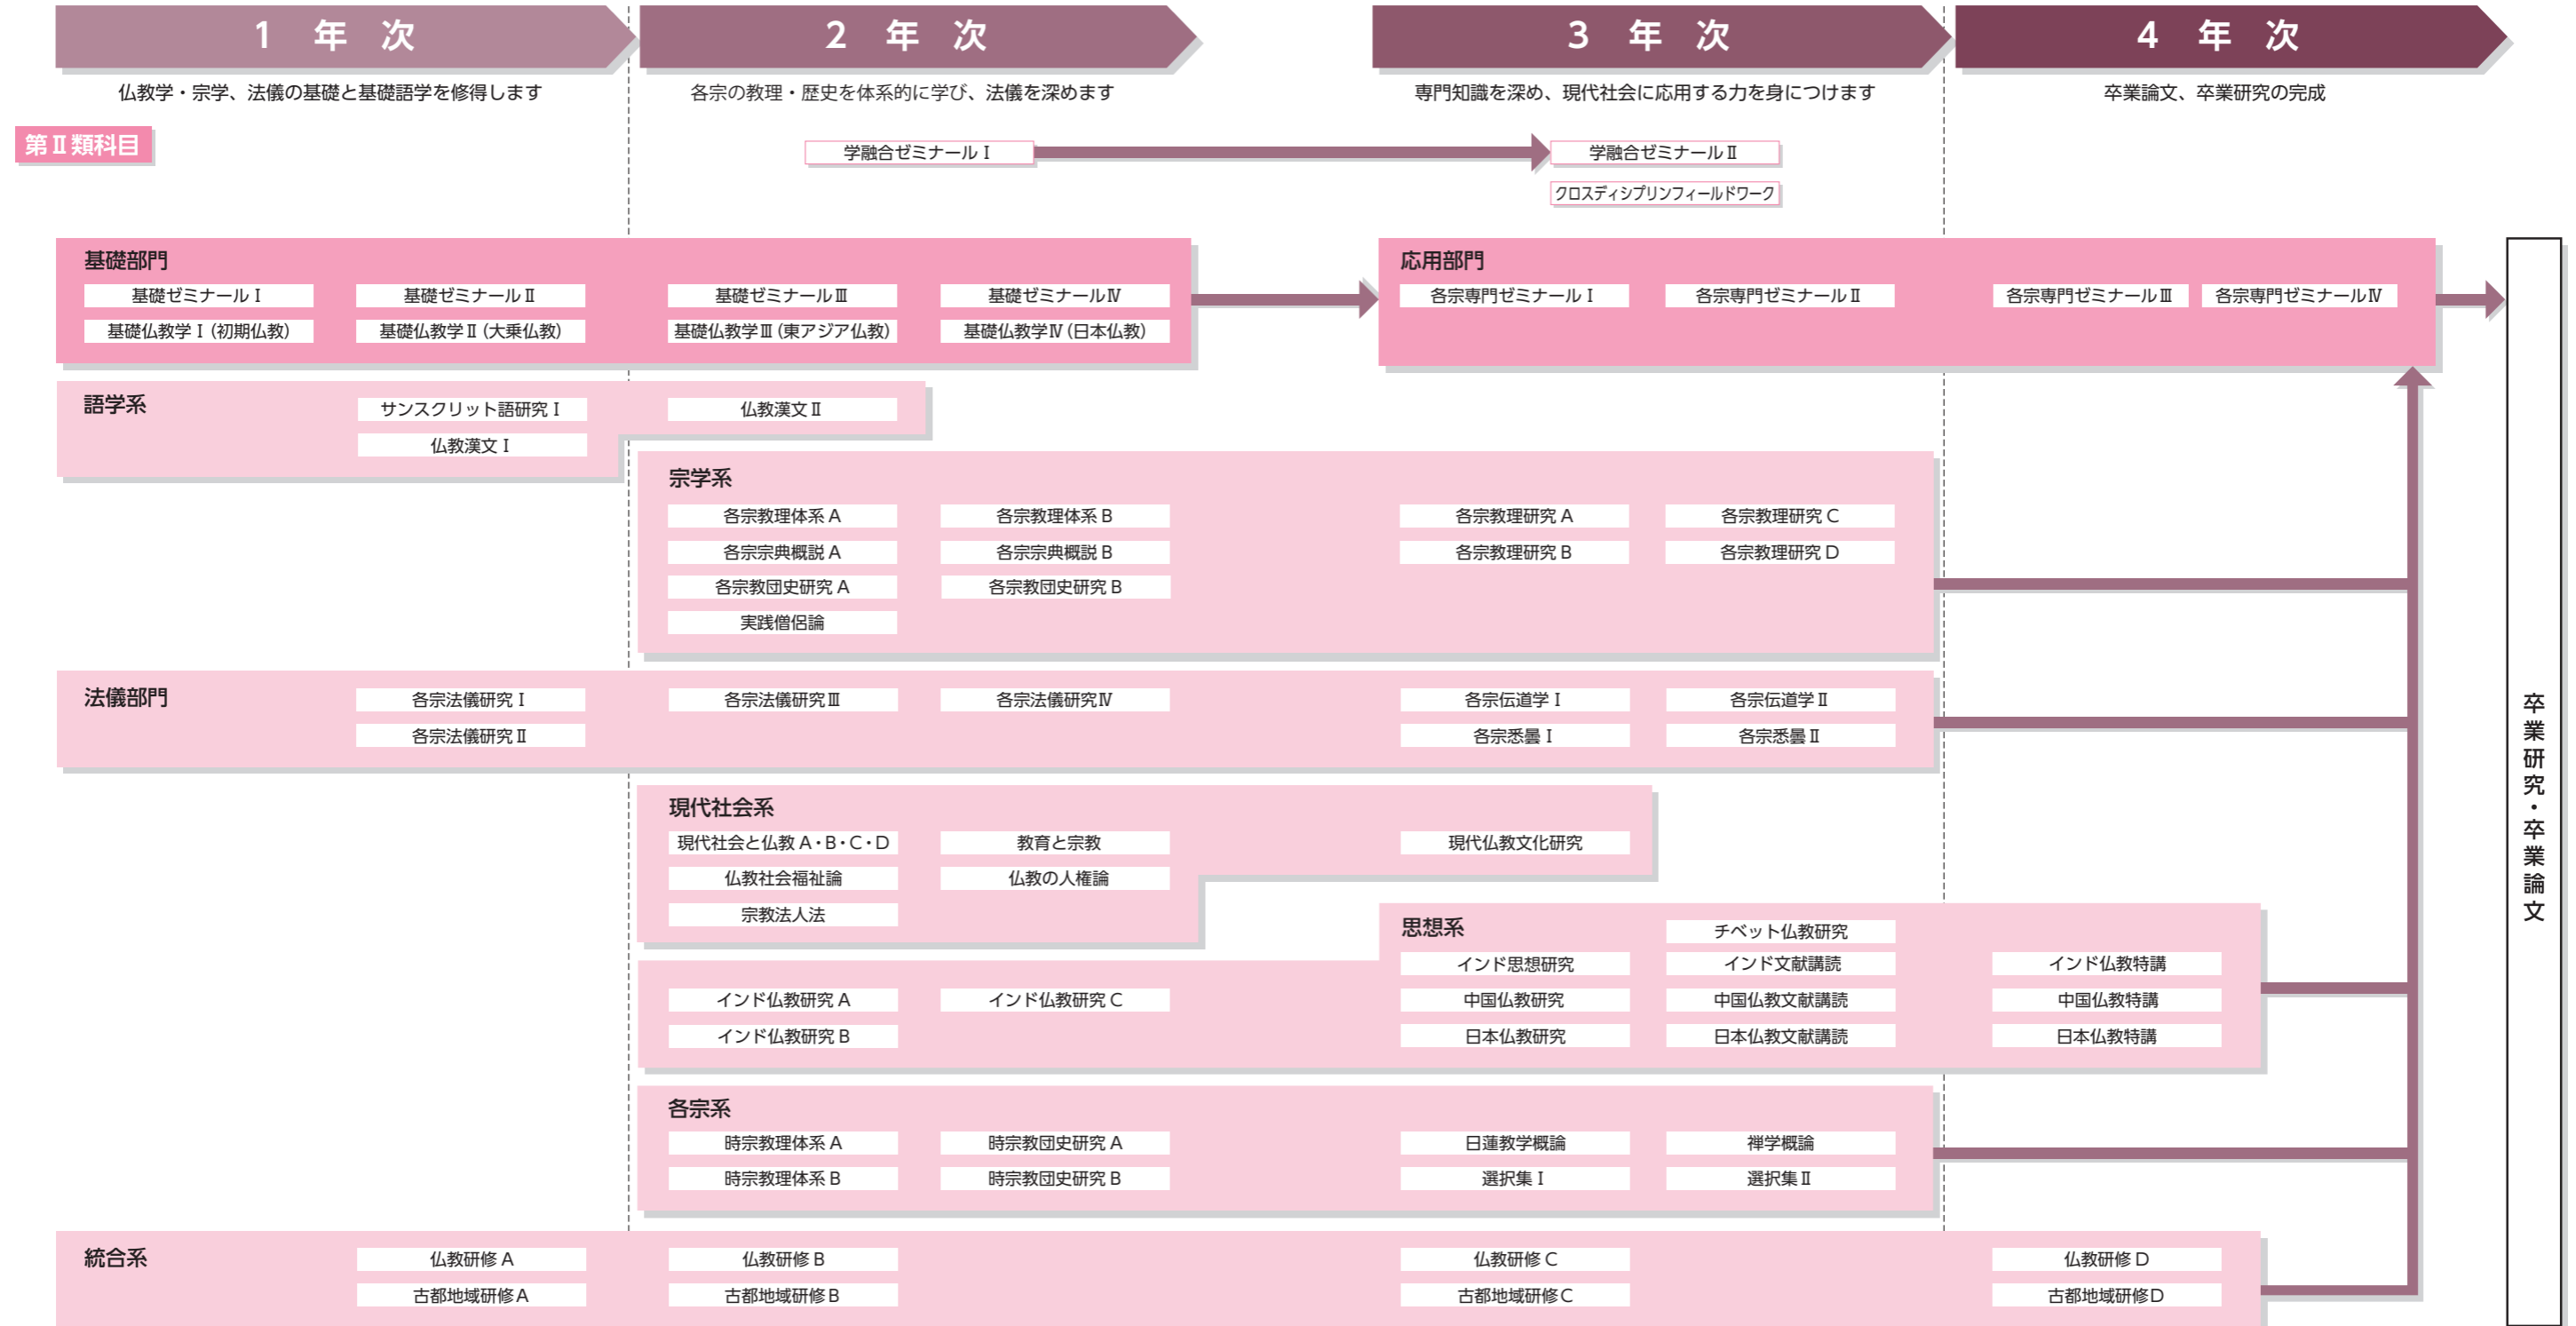 1 年 次
2 年 次
3 年 次
4 年 次
仏教学・宗学、法儀の基礎と基礎語学を修得します
各宗の教理・歴史を体系的に学び、法儀を深めます
専門知識を深め、現代社会に応用する力を身につけます
卒業論文、卒業研究の完成
第Ⅱ類科目
学融合ゼミナールⅠ
学融合ゼミナールⅡ
クロスディシプリンフィールドワーク
基礎部門
基礎ゼミナールⅠ
基礎ゼミナールⅡ
基礎ゼミナールⅢ
基礎ゼミナールⅣ
基礎仏教学Ⅰ(初期仏教)
基礎仏教学Ⅱ(大乗仏教)
基礎仏教学Ⅲ(東アジア仏教)
基礎仏教学Ⅳ(日本仏教)
応用部門
各宗専門ゼミナールⅠ
各宗専門ゼミナールⅡ
各宗専門ゼミナールⅢ
各宗専門ゼミナールⅣ
語学系
サンスクリット語研究Ⅰ
仏教漢文Ⅱ
仏教漢文Ⅰ
宗学系
各宗教理体系A
各宗教理体系B
各宗教理研究A
各宗教理研究C
各宗宗典概説A
各宗宗典概説B
各宗教理研究B
各宗教理研究D
各宗教団史研究A
各宗教団史研究B
実践僧侶論
法儀部門
各宗法儀研究Ⅰ
各宗法儀研究Ⅲ
各宗法儀研究Ⅳ
各宗伝道学Ⅰ
各宗伝道学Ⅱ
各宗法儀研究Ⅱ
各宗悉曇Ⅰ
各宗悉曇Ⅱ
現代社会系
現代社会と仏教A・B・C・D
教育と宗教
現代仏教文化研究
仏教社会福祉論
仏教の人権論
宗教法人法
思想系
チベット仏教研究
インド思想研究
インド文献講読
インド仏教特講
インド仏教研究A
インド仏教研究C
中国仏教研究
中国仏教文献講読
中国仏教特講
インド仏教研究B
日本仏教研究
日本仏教文献講読
日本仏教特講
各宗系
時宗教理体系A
時宗教団史研究A
日蓮教学概論
禅学概論
時宗教理体系B
時宗教団史研究B
選択集Ⅰ
選択集Ⅱ
統合系
仏教研修A
仏教研修B
仏教研修C
仏教研修D
古都地域研修A
古都地域研修B
古都地域研修C
古都地域研修D
卒業研究・卒業論文